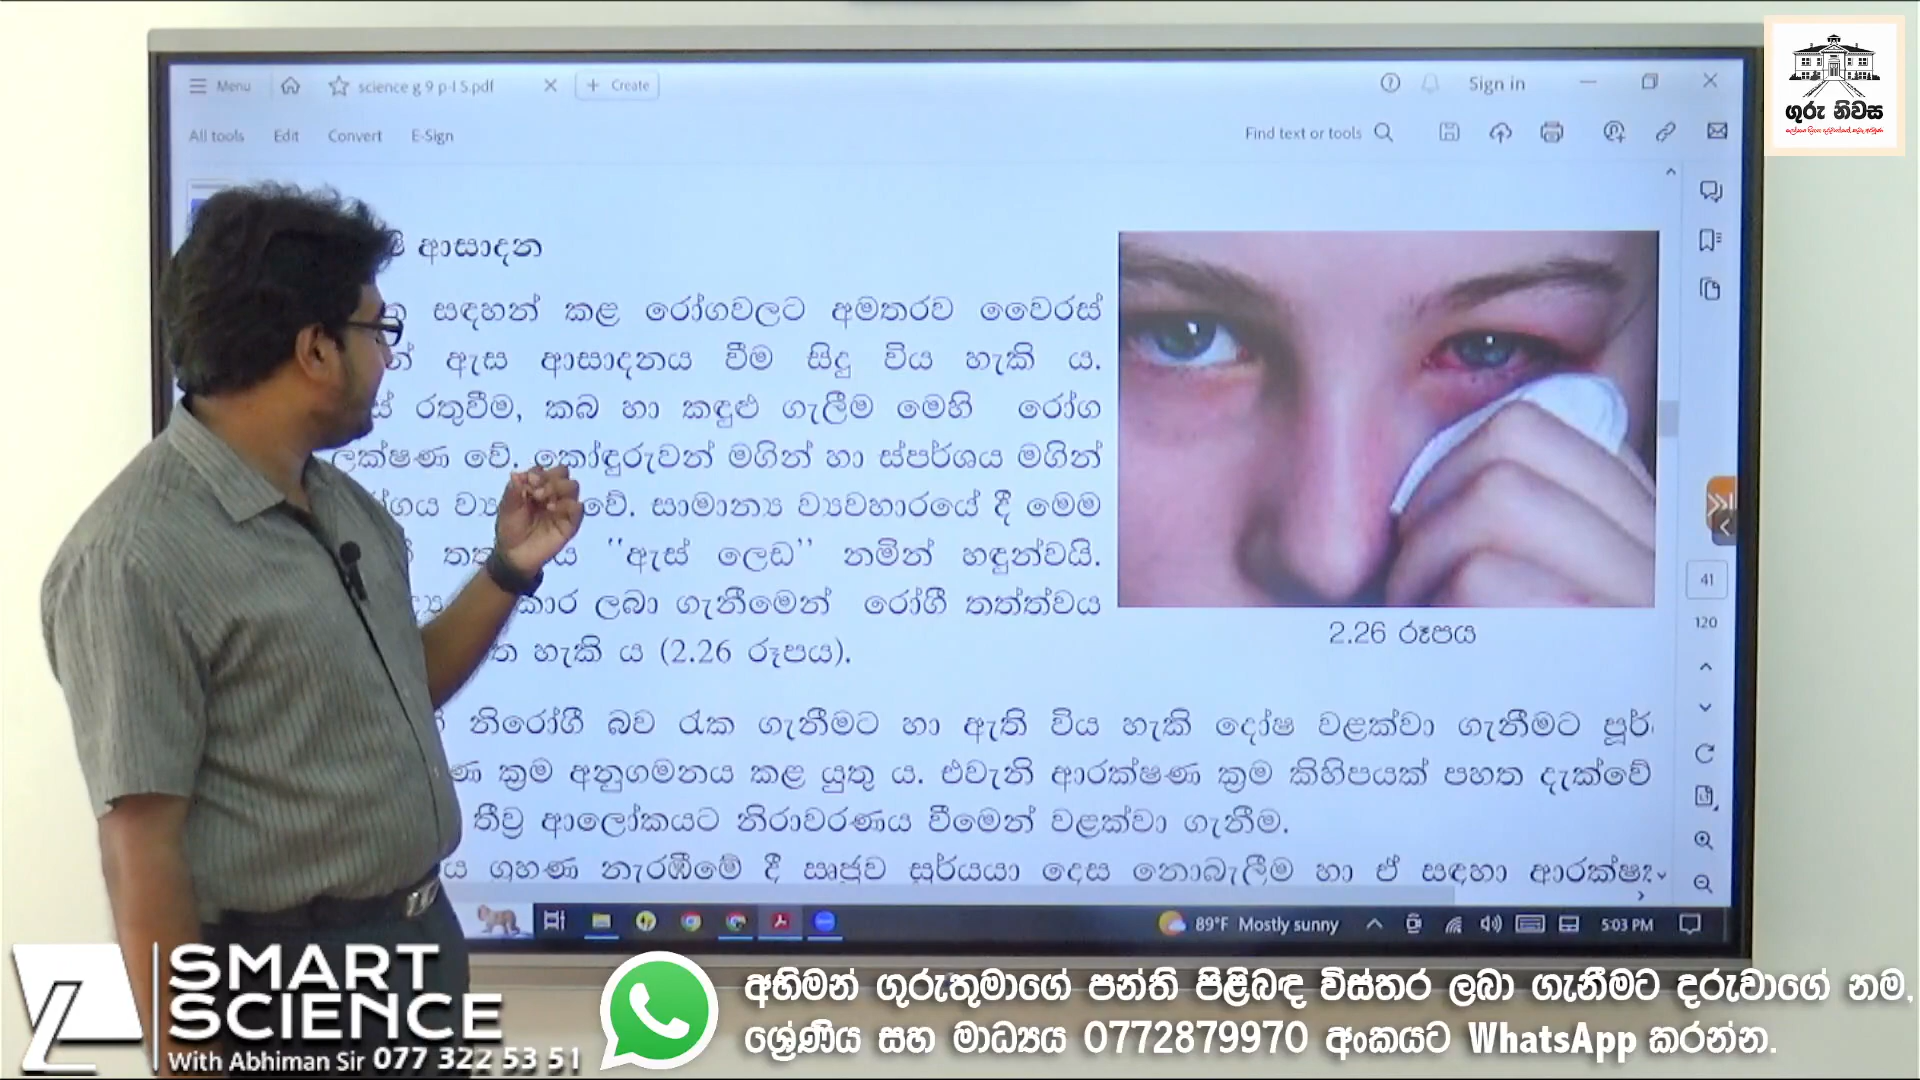 Menu science g 9 p-I S.pdf Create Sign in
All tools Edit Convert E-Sign Find text or tools
ගුරු නිවස
ආසාදන
සඳහන් කළ රෝගවලට අමතරව වෛරස්
ඇස ආසාදනය වීම සිදු විය හැකි ය.
රතුවීම, කබ හා කඳුළු ගැලීම මෙහි රෝග
ලක්ෂණ වේ. කෝඳුරුවන් මගින් හා ස්පර්ශය මගින්
වේ. සාමාන්‍ය ව්‍යවහාරයේ දී මෙම
‘‘ඇස් ලෙඩ’’ නමින් හඳුන්වයි.
ලබා ගැනීමෙන් රෝගී තත්ත්වය
හැකි ය (2.26 රූපය).
2.26 රූපය
නිරෝගී බව රැක ගැනීමට හා ඇති විය හැකි දෝෂ වළක්වා ගැනීමට
ක්‍රම අනුගමනය කළ යුතු ය. එවැනි ආරක්ෂණ ක්‍රම කිහිපයක් පහත දැක්වේ
තීව්‍ර ආලෝකයට නිරාවරණය වීමෙන් වළක්වා ගැනීම.
ග්‍රහණ නැරඹීමේ දී ඍජුව සූර්යයා දෙස නොබැලීම හා ඒ සඳහා
41
120
89°F Mostly sunny 5:03 PM
SMART
SCIENCE
With Abhiman Sir 077 322 53 51
අභිමන් ගුරුතුමාගේ පන්ති පිළිබඳ විස්තර ලබා ගැනීමට දරුවාගේ නම,
ශ්‍රේණිය සහ මාධ්‍යය 0772879970 අංකයට WhatsApp කරන්න.